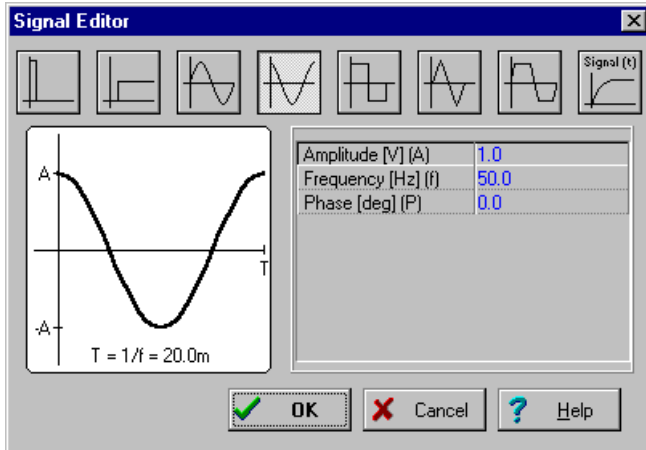 Signal Editor
Signal (t)
A
T
-A
T = 1/f = 20.0m
Amplitude [V] (A) 1.0
Frequency [Hz] (f) 50.0
Phase [deg] (P) 0.0
OK Cancel ? Help